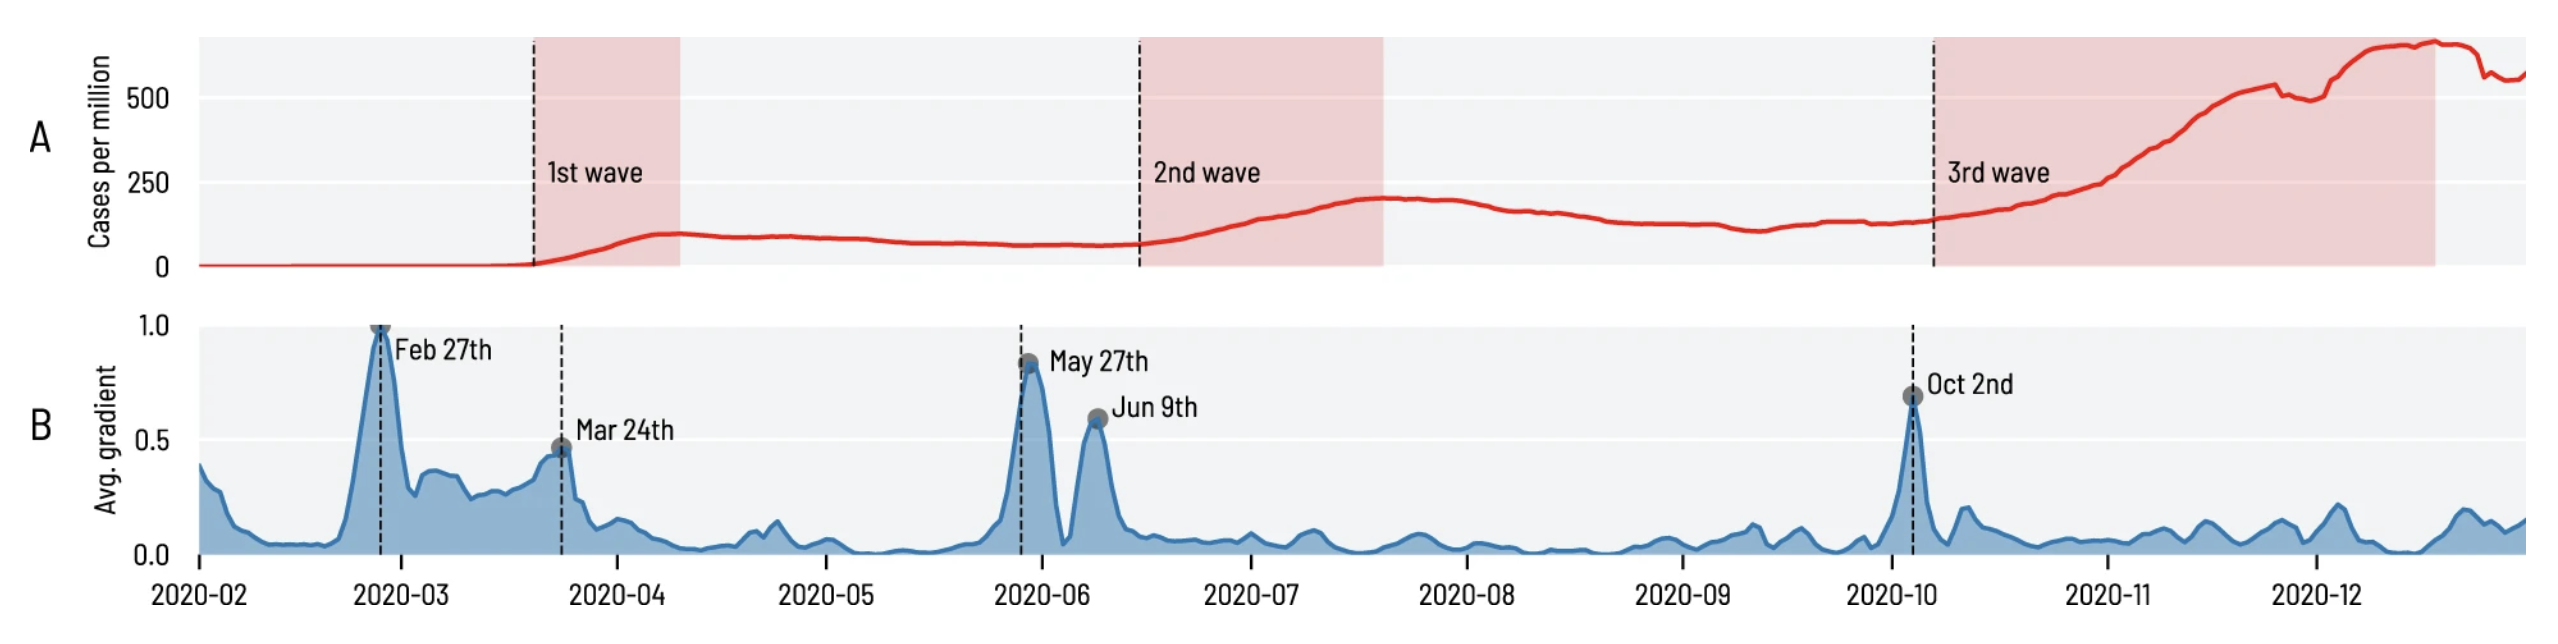 A
Cases per million
500
250
0
1st wave
2nd wave
3rd wave
B
Avg. gradient
1.0
0.5
0.0
Feb 27th
Mar 24th
May 27th
Jun 9th
Oct 2nd
2020-02 2020-03 2020-04 2020-05 2020-06 2020-07 2020-08 2020-09 2020-10 2020-11 2020-12